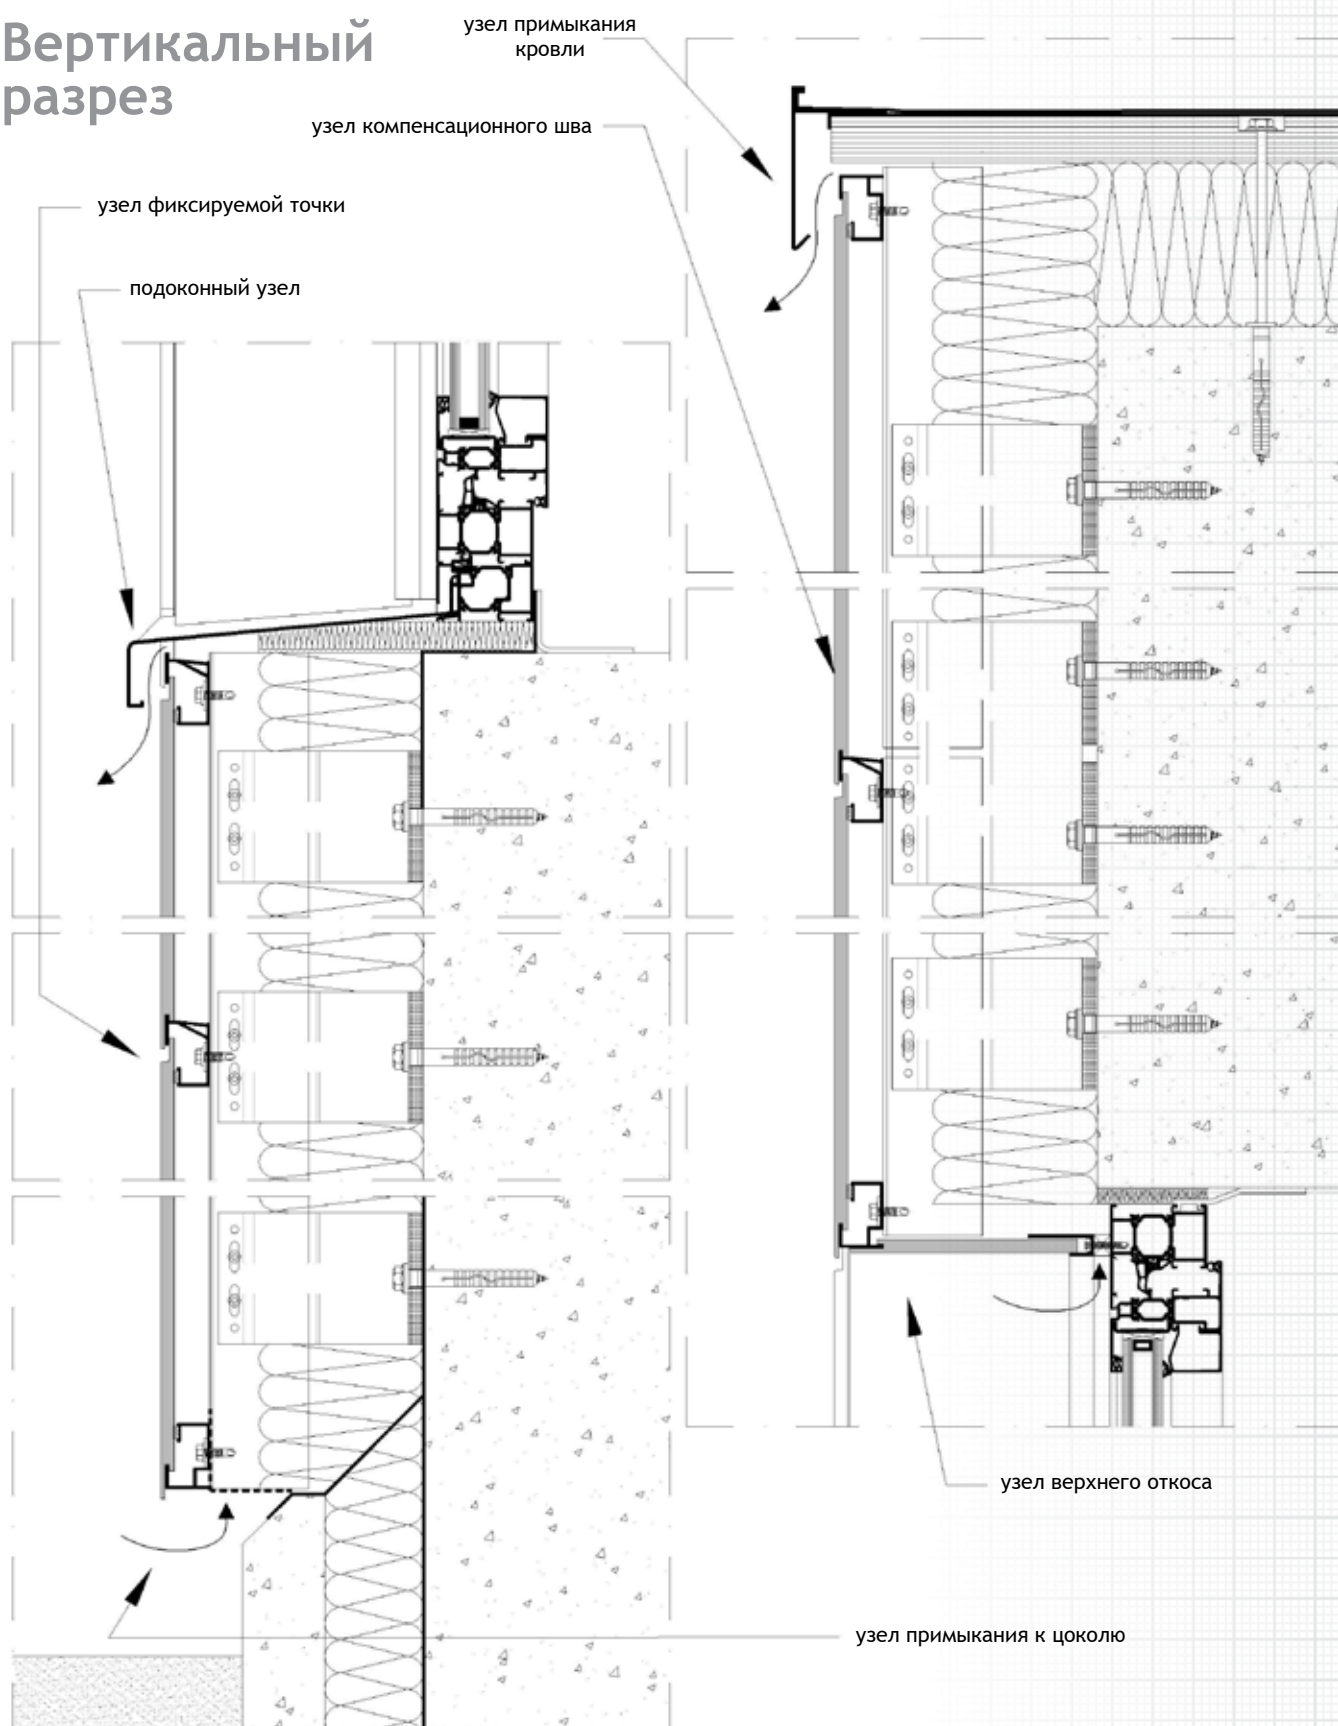 Вертикальный
разрез
узел примыкания
кровли
узел компенсационного шва
узел фиксируемой точки
подоконный узел
узел верхнего откоса
узел примыкания к цоколю